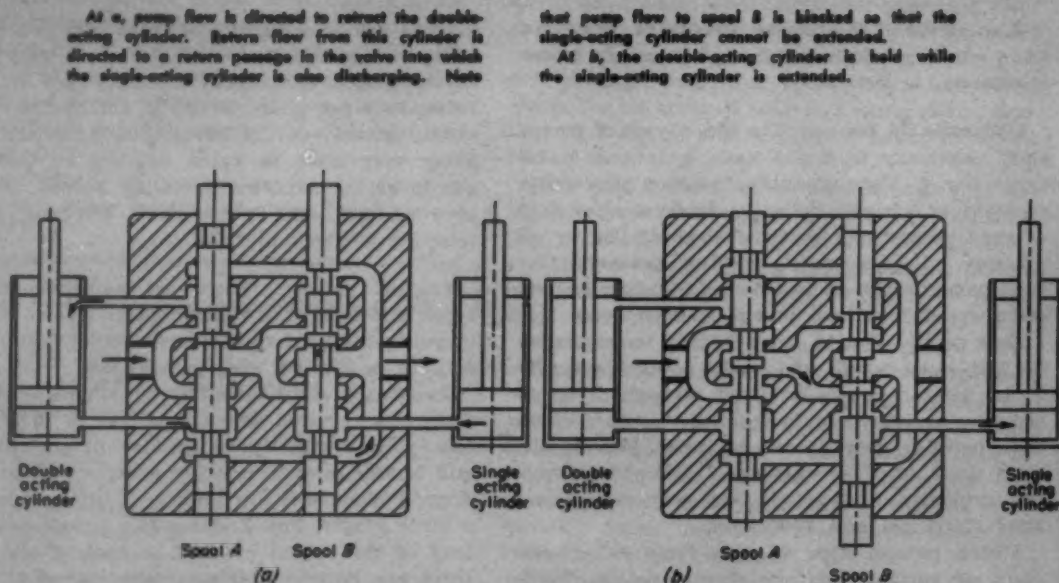 At a, pump flow is directed to retract the double-
acting cylinder. Return flow from this cylinder is
directed to a return passage in the valve into which
the single-acting cylinder is also discharging. Note
that pump flow to spool B is blocked so that the
single-acting cylinder cannot be extended.
At b, the double-acting cylinder is held while
the single-acting cylinder is extended.
Double
acting
cylinder
Single
acting
cylinder
Double
acting
cylinder
Single
acting
cylinder
Spool A
Spool B
(a)
Spool A
Spool B
(b)